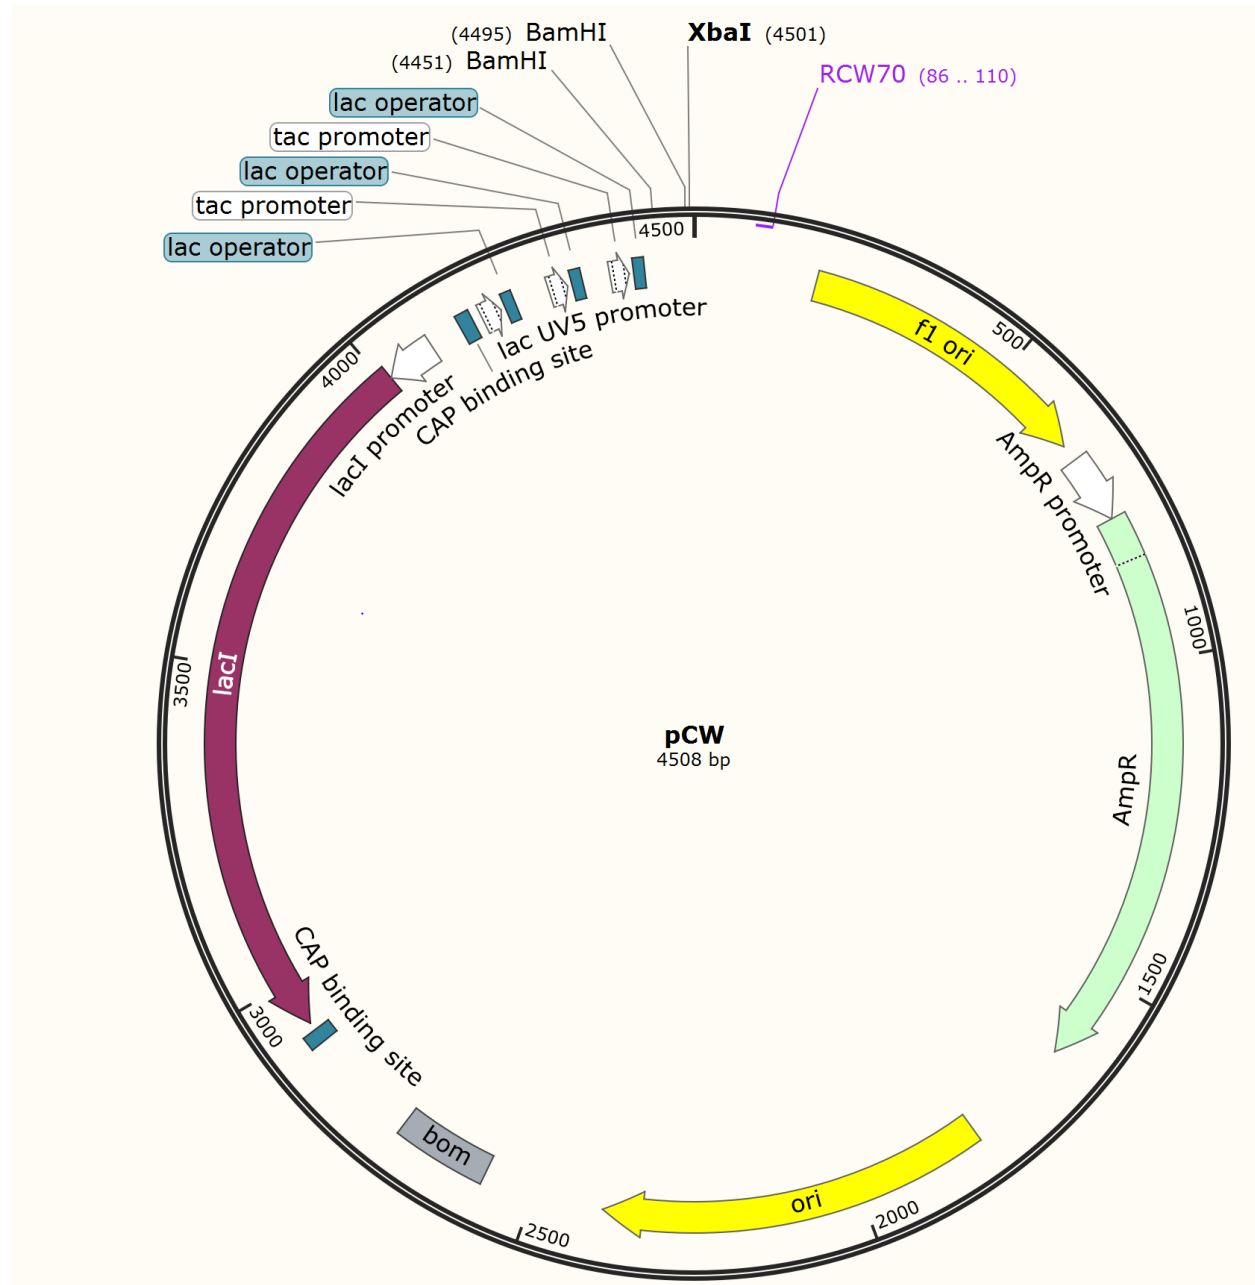 (4495) BamHI
XbaI (4501)
(4451) BamHI
RCW70 (86 .. 110)
lac operator
tac promoter
lac operator
tac promoter
lac operator
4500
lac UV5 promoter
CAP binding site
lacI promoter
4000
f1 ori
500
AmpR promoter
1000
lacI
3500
pCW
4508 bp
AmpR
CAP binding site
1500
3000
bom
ori
2000
2500